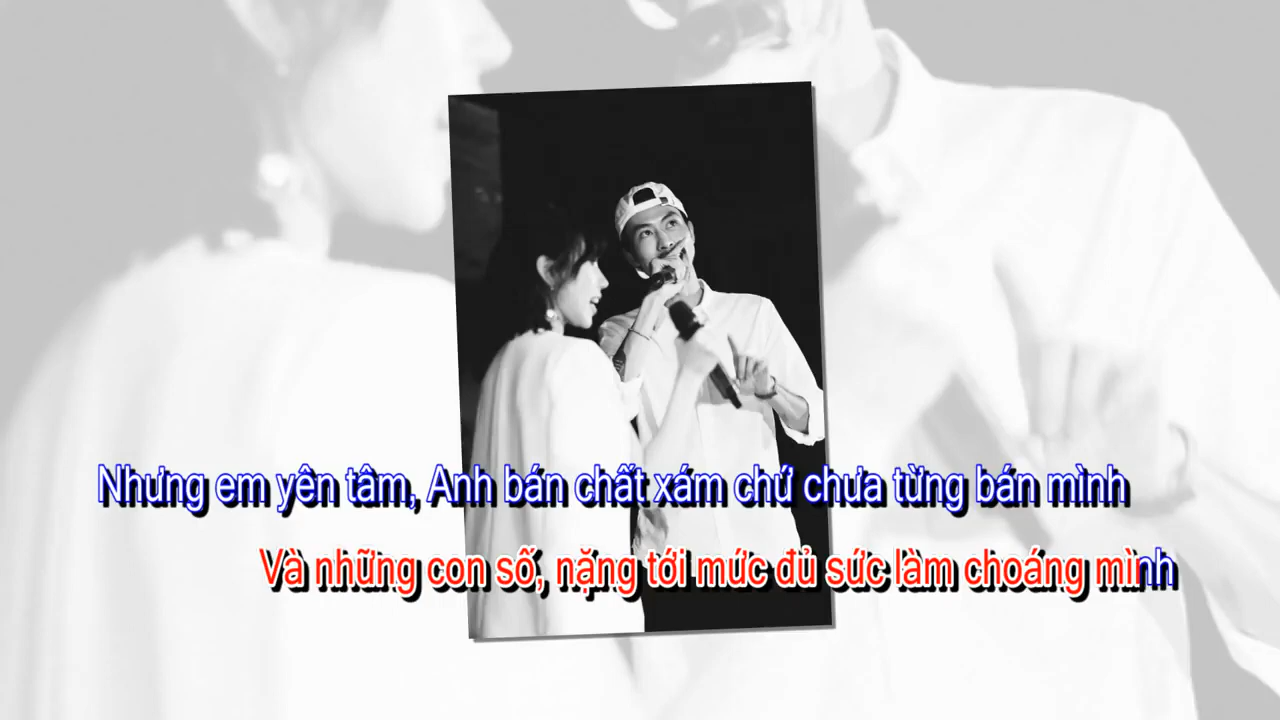 Nhưng em yên tâm, Anh bán chất xám chứ chưa từng bán mình
Và những con số, nặng tới mức đủ sức làm choáng mình